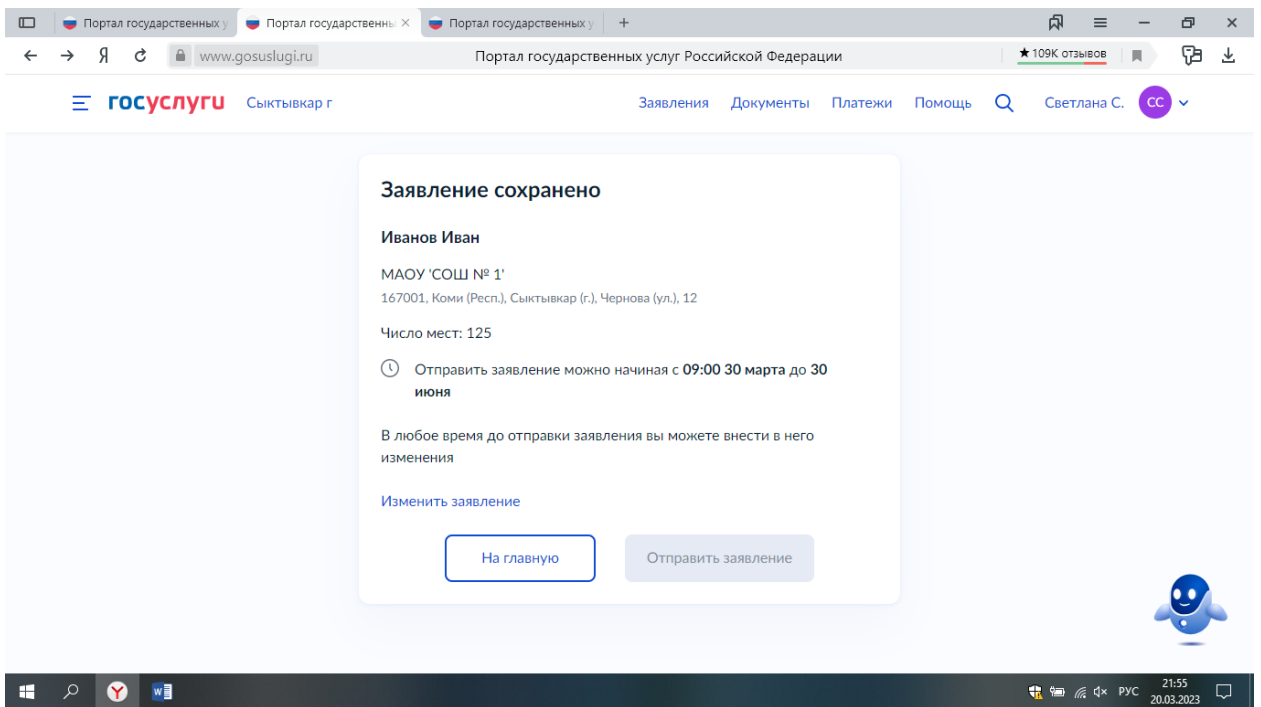 Портал государственных у
Портал государственны
Портал государственных у
www.gosuslugi.ru
Портал государственных услуг Российской Федерации
★109K отзывов
госуслуги
Сыктывкар г
Заявления
Документы
Платежи
Помощь
Светлана С.
СС
Заявление сохранено
Иванов Иван
МАОУ 'СОШ № 1'
167001, Коми (Респ.), Сыктывкар (г.), Чернова (ул.), 12
Число мест: 125
Отправить заявление можно начиная с 09:00 30 марта до 30
июня
В любое время до отправки заявления вы можете внести в него
изменения
Изменить заявление
На главную
Отправить заявление
РУС
21:55
20.03.2023